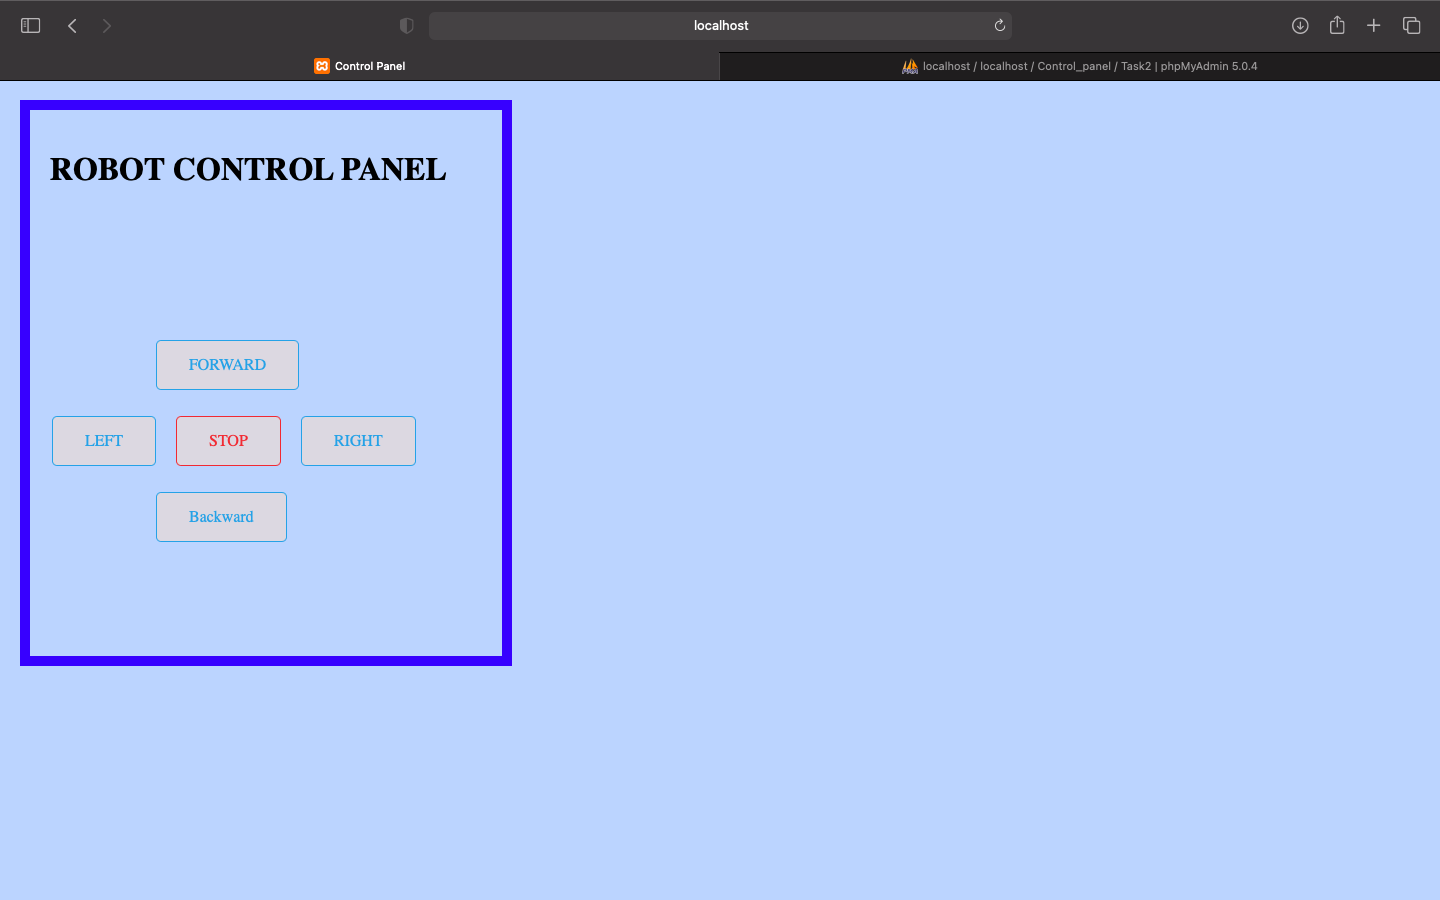 localhost
Control Panel
localhost / localhost / Control_panel / Task2 | phpMyAdmin 5.0.4
ROBOT CONTROL PANEL
FORWARD
LEFT STOP RIGHT
Backward